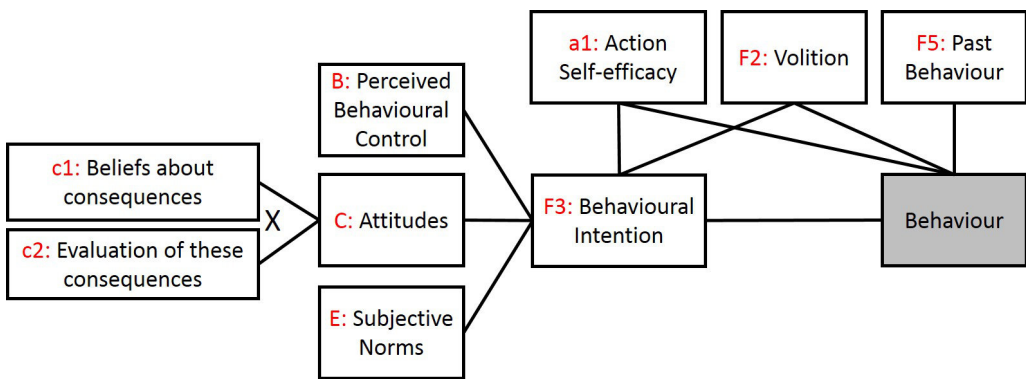 c1: Beliefs about
consequences
X
c2: Evaluation of these
consequences
B: Perceived
Behavioural
Control
C: Attitudes
E: Subjective
Norms
a1: Action
Self-efficacy
F2: Volition
F5: Past
Behaviour
F3: Behavioural
Intention
Behaviour